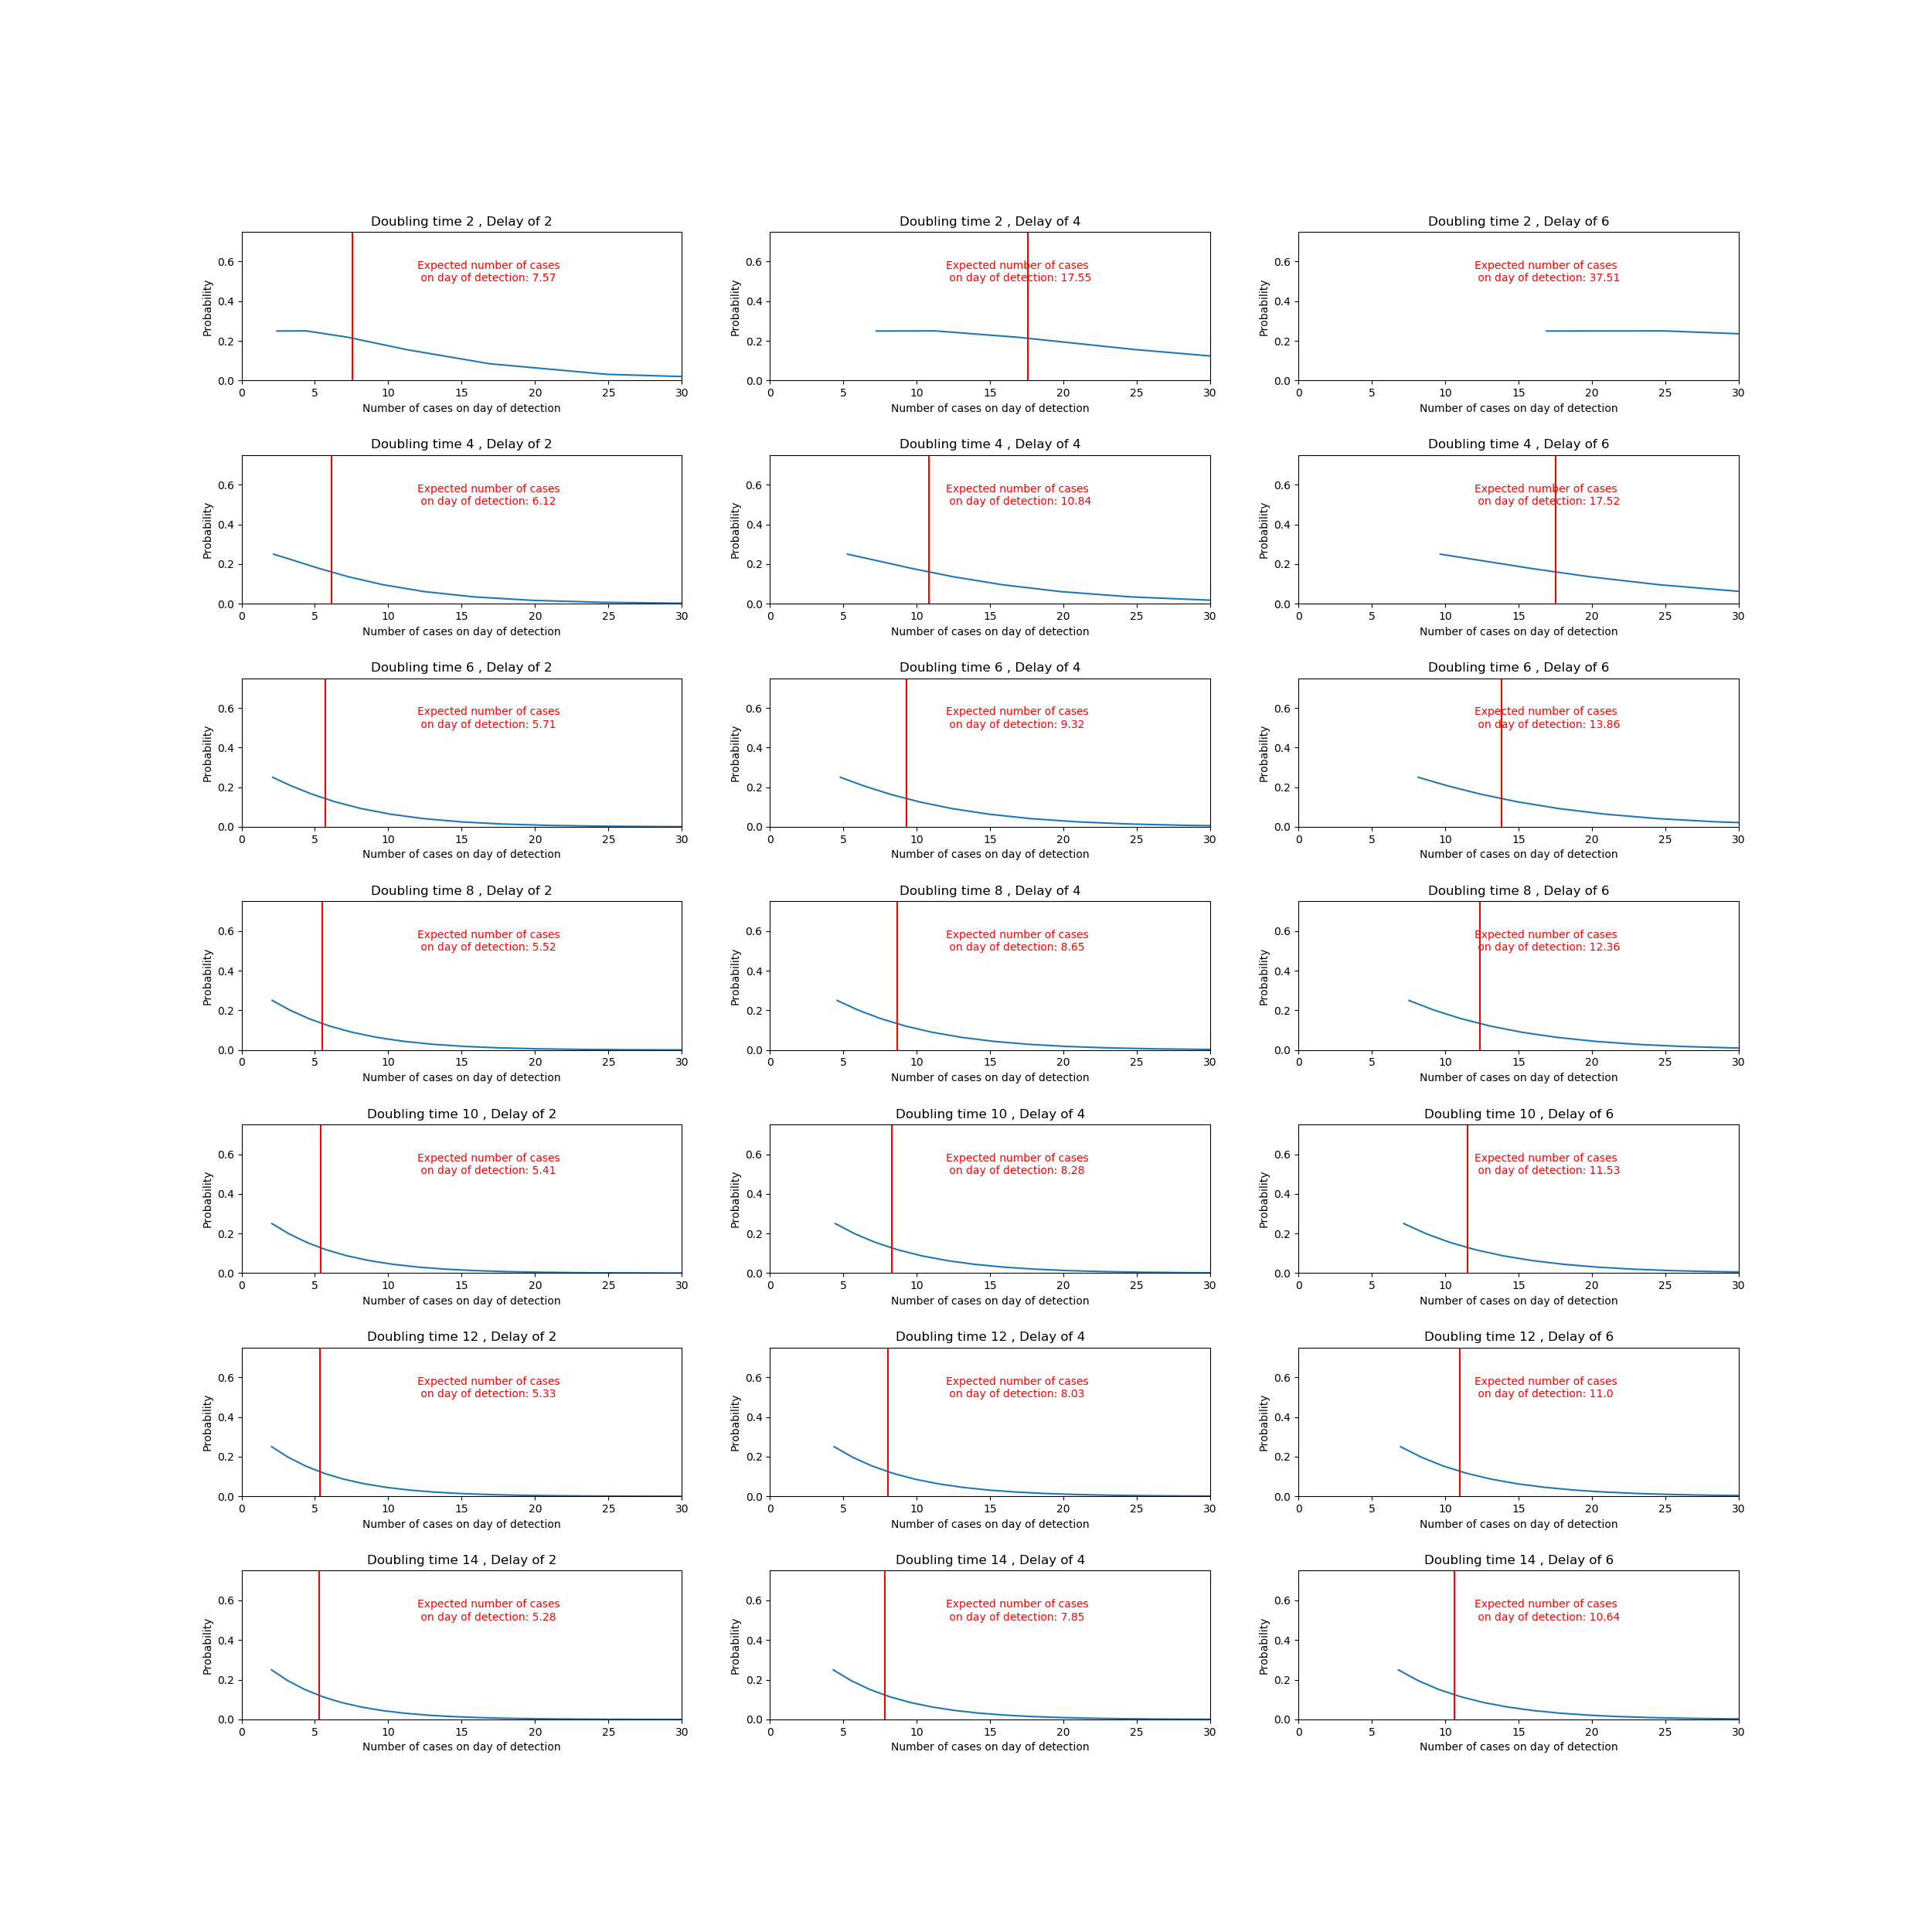 Doubling time 2 , Delay of 2
Expected number of cases
on day of detection: 7.57
Probability
0.6
0.4
0.2
0.0
0 5 10 15 20 25 30
Number of cases on day of detection
Doubling time 2 , Delay of 4
Expected number of cases
on day of detection: 17.55
Probability
0.6
0.4
0.2
0.0
0 5 10 15 20 25 30
Number of cases on day of detection
Doubling time 2 , Delay of 6
Expected number of cases
on day of detection: 37.51
Probability
0.6
0.4
0.2
0.0
0 5 10 15 20 25 30
Number of cases on day of detection
Doubling time 4 , Delay of 2
Expected number of cases
on day of detection: 6.12
Probability
0.6
0.4
0.2
0.0
0 5 10 15 20 25 30
Number of cases on day of detection
Doubling time 4 , Delay of 4
Expected number of cases
on day of detection: 10.84
Probability
0.6
0.4
0.2
0.0
0 5 10 15 20 25 30
Number of cases on day of detection
Doubling time 4 , Delay of 6
Expected number of cases
on day of detection: 17.52
Probability
0.6
0.4
0.2
0.0
0 5 10 15 20 25 30
Number of cases on day of detection
Doubling time 6 , Delay of 2
Expected number of cases
on day of detection: 5.71
Probability
0.6
0.4
0.2
0.0
0 5 10 15 20 25 30
Number of cases on day of detection
Doubling time 6 , Delay of 4
Expected number of cases
on day of detection: 9.32
Probability
0.6
0.4
0.2
0.0
0 5 10 15 20 25 30
Number of cases on day of detection
Doubling time 6 , Delay of 6
Expected number of cases
on day of detection: 13.86
Probability
0.6
0.4
0.2
0.0
0 5 10 15 20 25 30
Number of cases on day of detection
Doubling time 8 , Delay of 2
Expected number of cases
on day of detection: 5.52
Probability
0.6
0.4
0.2
0.0
0 5 10 15 20 25 30
Number of cases on day of detection
Doubling time 8 , Delay of 4
Expected number of cases
on day of detection: 8.65
Probability
0.6
0.4
0.2
0.0
0 5 10 15 20 25 30
Number of cases on day of detection
Doubling time 8 , Delay of 6
Expected number of cases
on day of detection: 12.36
Probability
0.6
0.4
0.2
0.0
0 5 10 15 20 25 30
Number of cases on day of detection
Doubling time 10 , Delay of 2
Expected number of cases
on day of detection: 5.41
Probability
0.6
0.4
0.2
0.0
0 5 10 15 20 25 30
Number of cases on day of detection
Doubling time 10 , Delay of 4
Expected number of cases
on day of detection: 8.28
Probability
0.6
0.4
0.2
0.0
0 5 10 15 20 25 30
Number of cases on day of detection
Doubling time 10 , Delay of 6
Expected number of cases
on day of detection: 11.53
Probability
0.6
0.4
0.2
0.0
0 5 10 15 20 25 30
Number of cases on day of detection
Doubling time 12 , Delay of 2
Expected number of cases
on day of detection: 5.33
Probability
0.6
0.4
0.2
0.0
0 5 10 15 20 25 30
Number of cases on day of detection
Doubling time 12 , Delay of 4
Expected number of cases
on day of detection: 8.03
Probability
0.6
0.4
0.2
0.0
0 5 10 15 20 25 30
Number of cases on day of detection
Doubling time 12 , Delay of 6
Expected number of cases
on day of detection: 11.0
Probability
0.6
0.4
0.2
0.0
0 5 10 15 20 25 30
Number of cases on day of detection
Doubling time 14 , Delay of 2
Expected number of cases
on day of detection: 5.28
Probability
0.6
0.4
0.2
0.0
0 5 10 15 20 25 30
Number of cases on day of detection
Doubling time 14 , Delay of 4
Expected number of cases
on day of detection: 7.85
Probability
0.6
0.4
0.2
0.0
0 5 10 15 20 25 30
Number of cases on day of detection
Doubling time 14 , Delay of 6
Expected number of cases
on day of detection: 10.64
Probability
0.6
0.4
0.2
0.0
0 5 10 15 20 25 30
Number of cases on day of detection